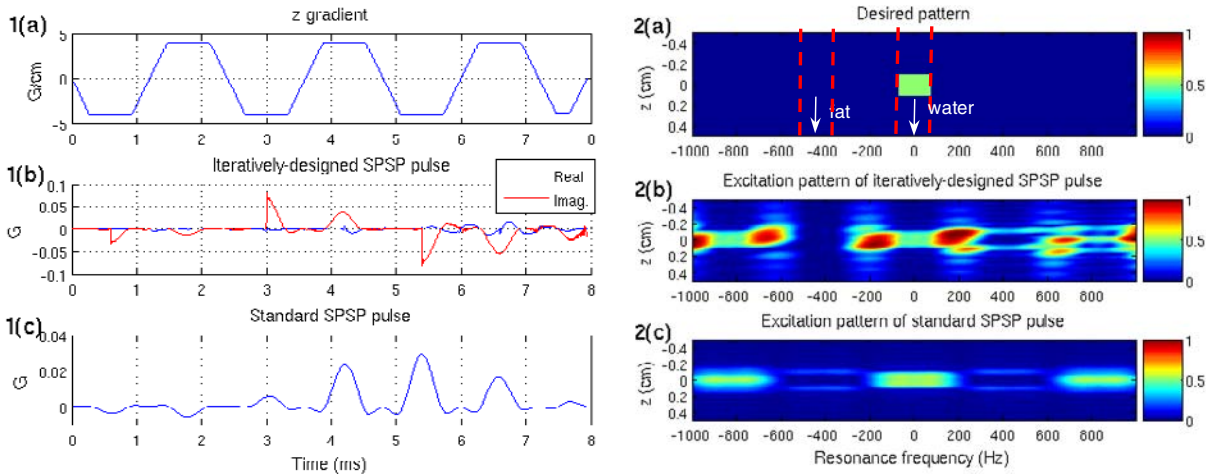 1(a)
z gradient
G/cm
5
0
-5
0 1 2 3 4 5 6 7 8
1(b)
Iteratively-designed SPSP pulse
Real
Imag.
G
0.1
0.05
0
-0.05
-0.1
0 1 2 3 4 5 6 7 8
1(c)
Standard SPSP pulse
G
0.04
0.02
0
0 1 2 3 4 5 6 7 8
Time (ms)
2(a)
Desired pattern
z (cm)
-0.4
-0.2
0
0.2
0.4
fat
water
-1000 -800 -600 -400 -200 0 200 400 600 800
1
0.5
0
2(b)
Excitation pattern of iteratively-designed SPSP pulse
z (cm)
-0.4
-0.2
0
0.2
0.4
-1000 -800 -600 -400 -200 0 200 400 600 800
1
0.5
0
2(c)
Excitation pattern of standard SPSP pulse
z (cm)
-0.4
-0.2
0
0.2
0.4
-1000 -800 -600 -400 -200 0 200 400 600 800
1
0.5
0
Resonance frequency (Hz)